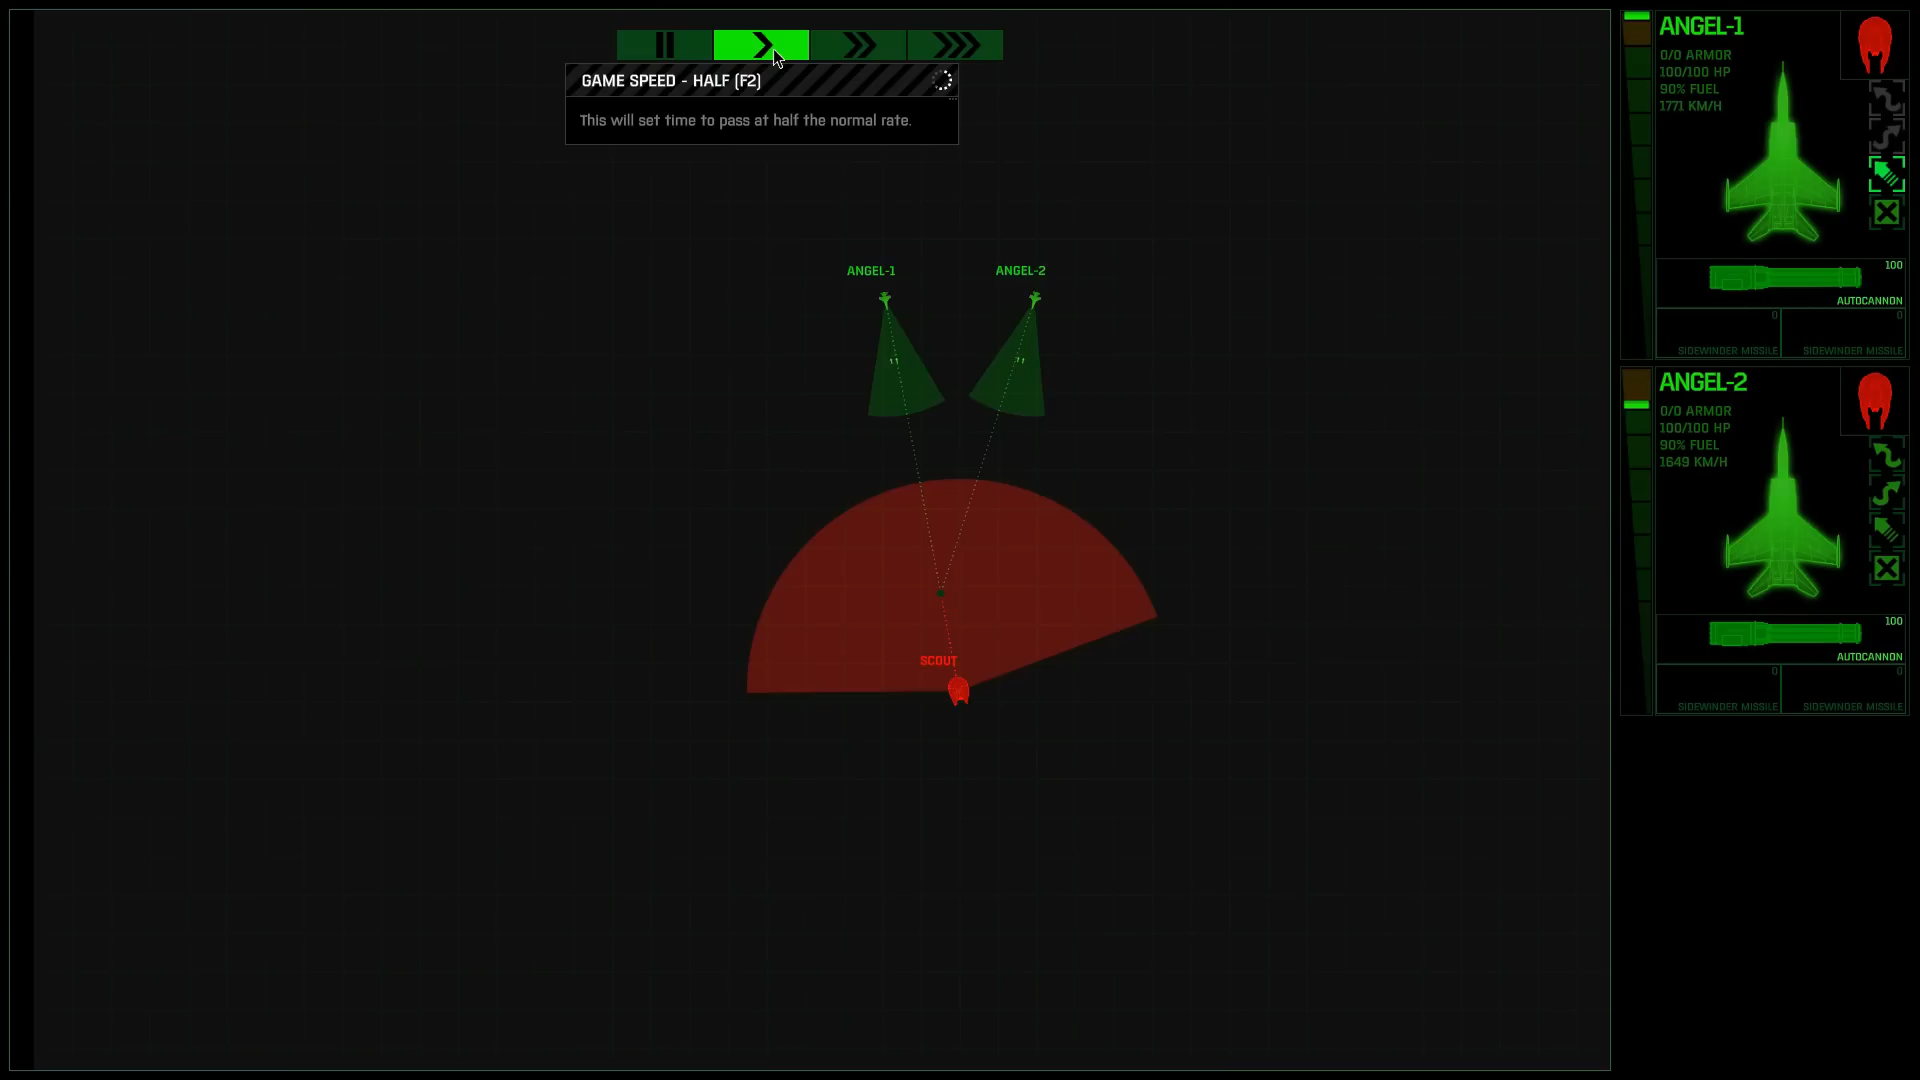 GAME SPEED - HALF (F2)
This will set time to pass at half the normal rate.
ANGEL-1
ANGEL-2
SCOUT
ANGEL-1
0/0 ARMOR
100/100 HP
90% FUEL
1771 KM/H
100
AUTOCANNON
0
0
SIDEWINDER MISSILE
SIDEWINDER MISSILE
ANGEL-2
0/0 ARMOR
100/100 HP
90% FUEL
1649 KM/H
100
AUTOCANNON
0
0
SIDEWINDER MISSILE
SIDEWINDER MISSILE